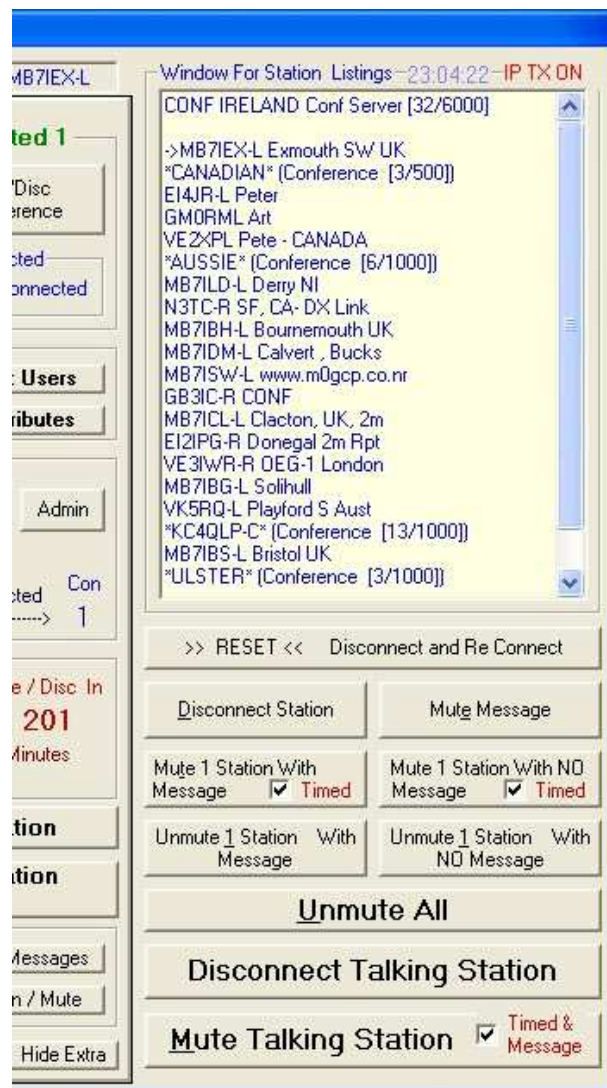 MB7IEX-L
ted 1
Disc
erence
cted
onnected
Users
ributes
Admin
cted Con
-----> 1
e / Disc In
201
Minutes
tion
ation
Messages
n / Mute
Hide Extra
Window For Station Listings 23:04:22 IP TX ON
CONF IRELAND Conf Server [32/6000]
->MB7IEX-L Exmouth SW UK
*CANADIAN* (Conference [3/500])
EI4JR-L Peter
GM0RML Art
VE2XPL Pete - CANADA
*AUSSIE* (Conference [6/1000])
MB7ILD-L Derry NI
N3TC-R SF, CA- DX Link
MB7IBH-L Bournemouth UK
MB7IDM-L Calvert , Bucks
MB7ISW-L www.m0gcp.co.nr
GB3IC-R CONF
MB7ICL-L Clacton, UK, 2m
EI2IPG-R Donegal 2m Rpt
VE3IWR-R OEG-1 London
MB7IBG-L Solihull
VK5RQ-L Playford S Aust
*KC4QLP-C* (Conference [13/1000])
MB7IBS-L Bristol UK
*ULSTER* (Conference [3/1000])
>> RESET << Disconnect and Re Connect
Disconnect Station
Mute Message
Mute 1 Station With
Message Timed
Mute 1 Station With NO
Message Timed
Unmute 1 Station With
Message
Unmute 1 Station With
NO Message
Unmute All
Disconnect Talking Station
Mute Talking Station Timed &
Message